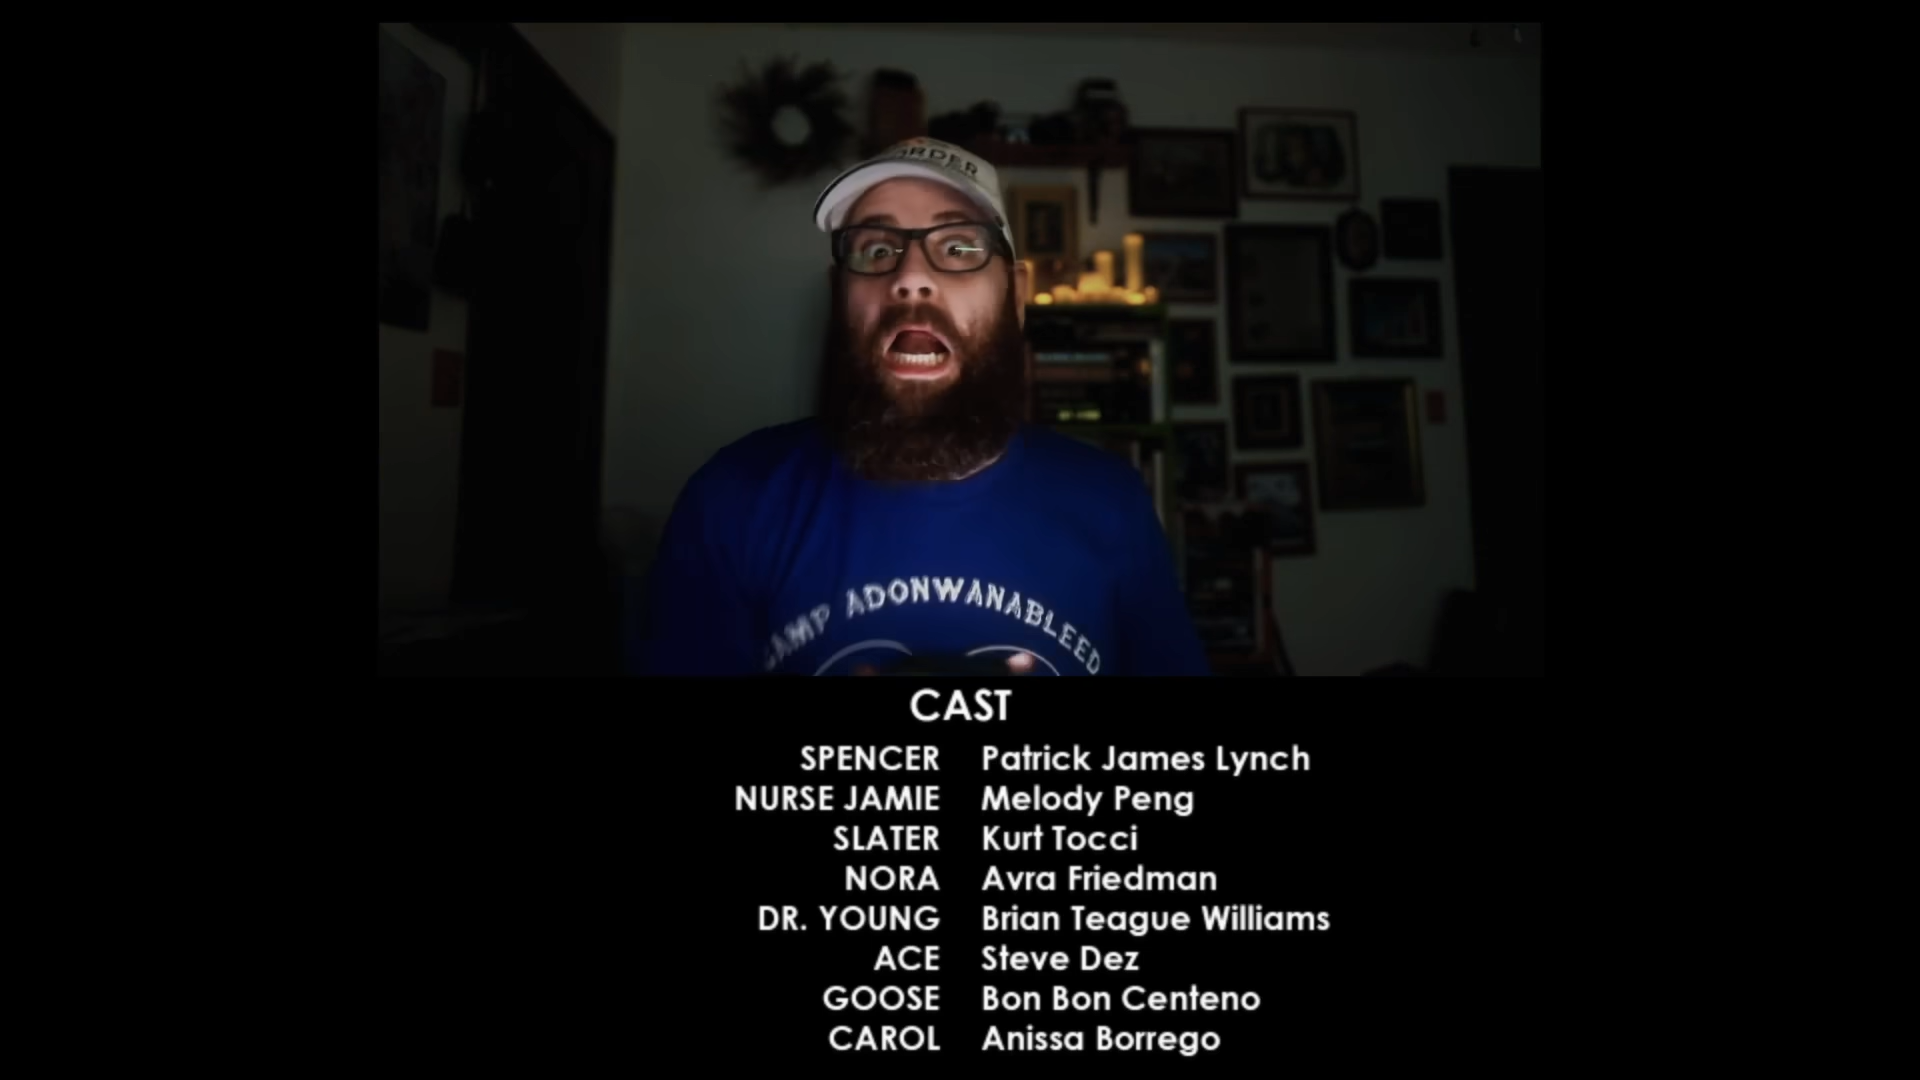 ORDER
CAMP ADONWANABLEED
CAST
SPENCER Patrick James Lynch
NURSE JAMIE Melody Peng
SLATER Kurt Tocci
NORA Avra Friedman
DR. YOUNG Brian Teague Williams
ACE Steve Dez
GOOSE Bon Bon Centeno
CAROL Anissa Borrego